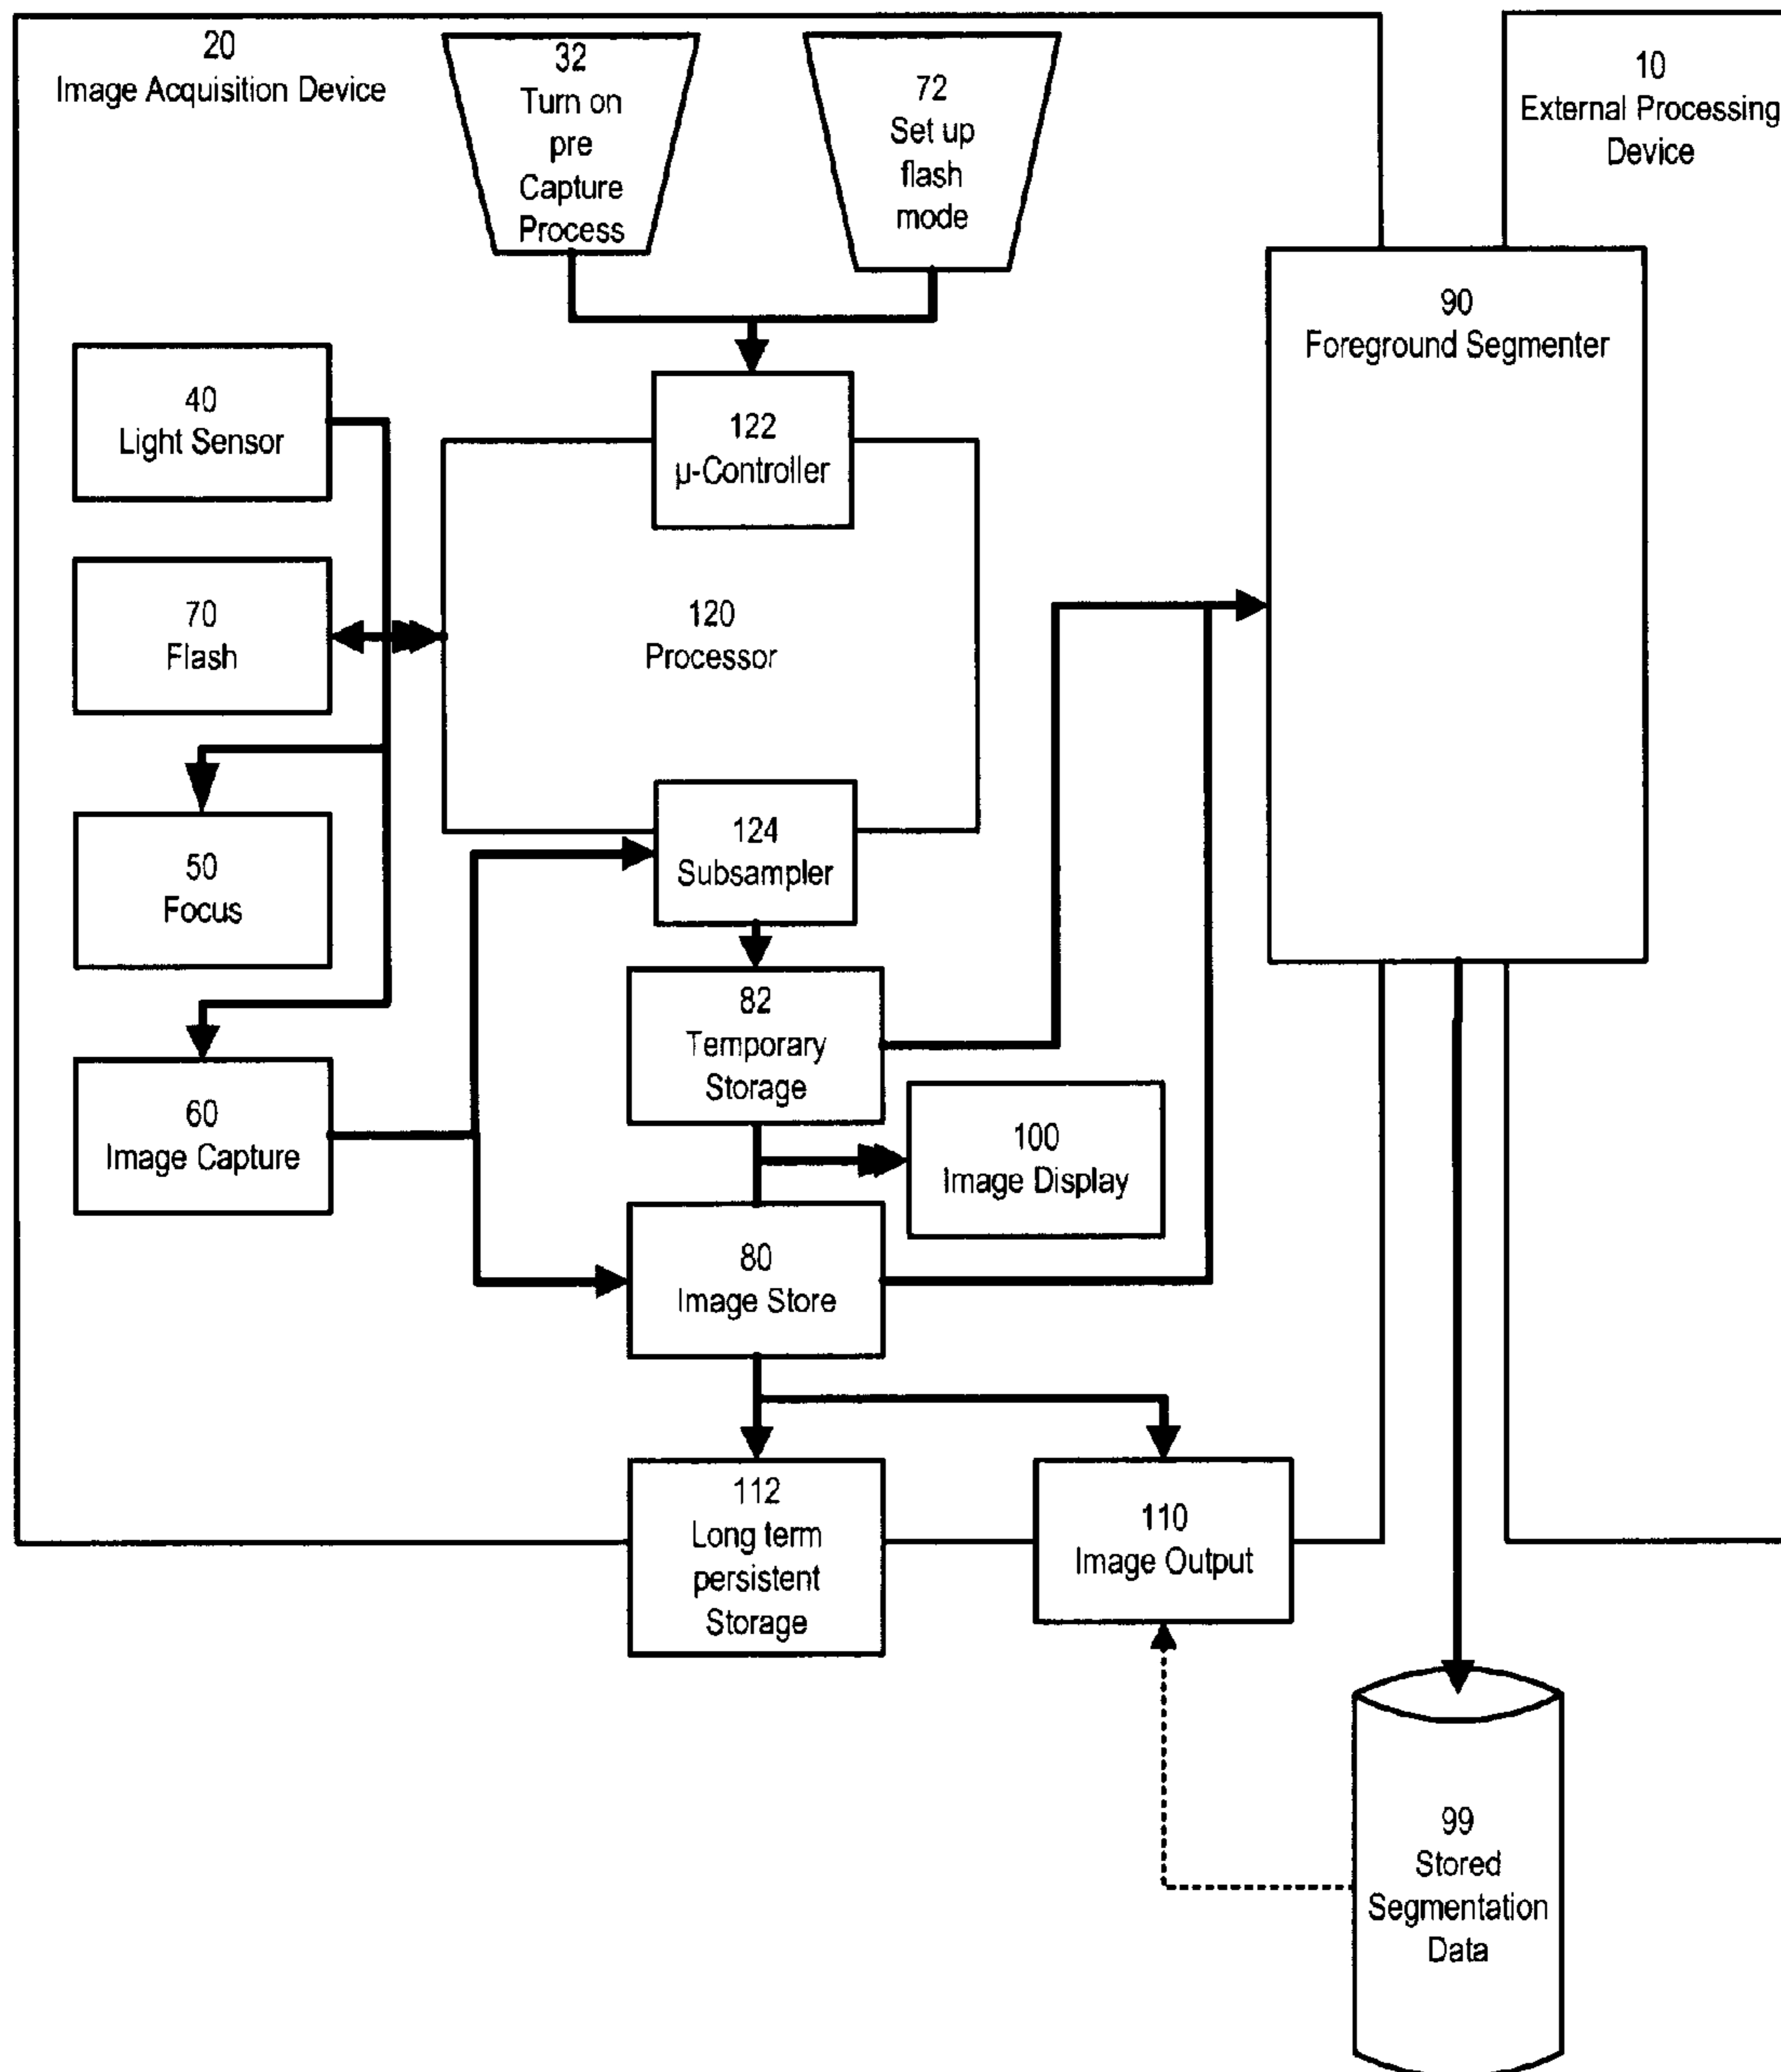 20
Image Acquisition Device
32
Turn on
pre
Capture
Process
72
Set up
flash
mode
10
External Processing
Device
90
Foreground Segmenter
40
Light Sensor
122
µ-Controller
70
Flash
120
Processor
50
Focus
124
Subsampler
82
Temporary
Storage
60
Image Capture
100
Image Display
80
Image Store
112
Long term
persistent
Storage
110
Image Output
99
Stored
Segmentation
Data